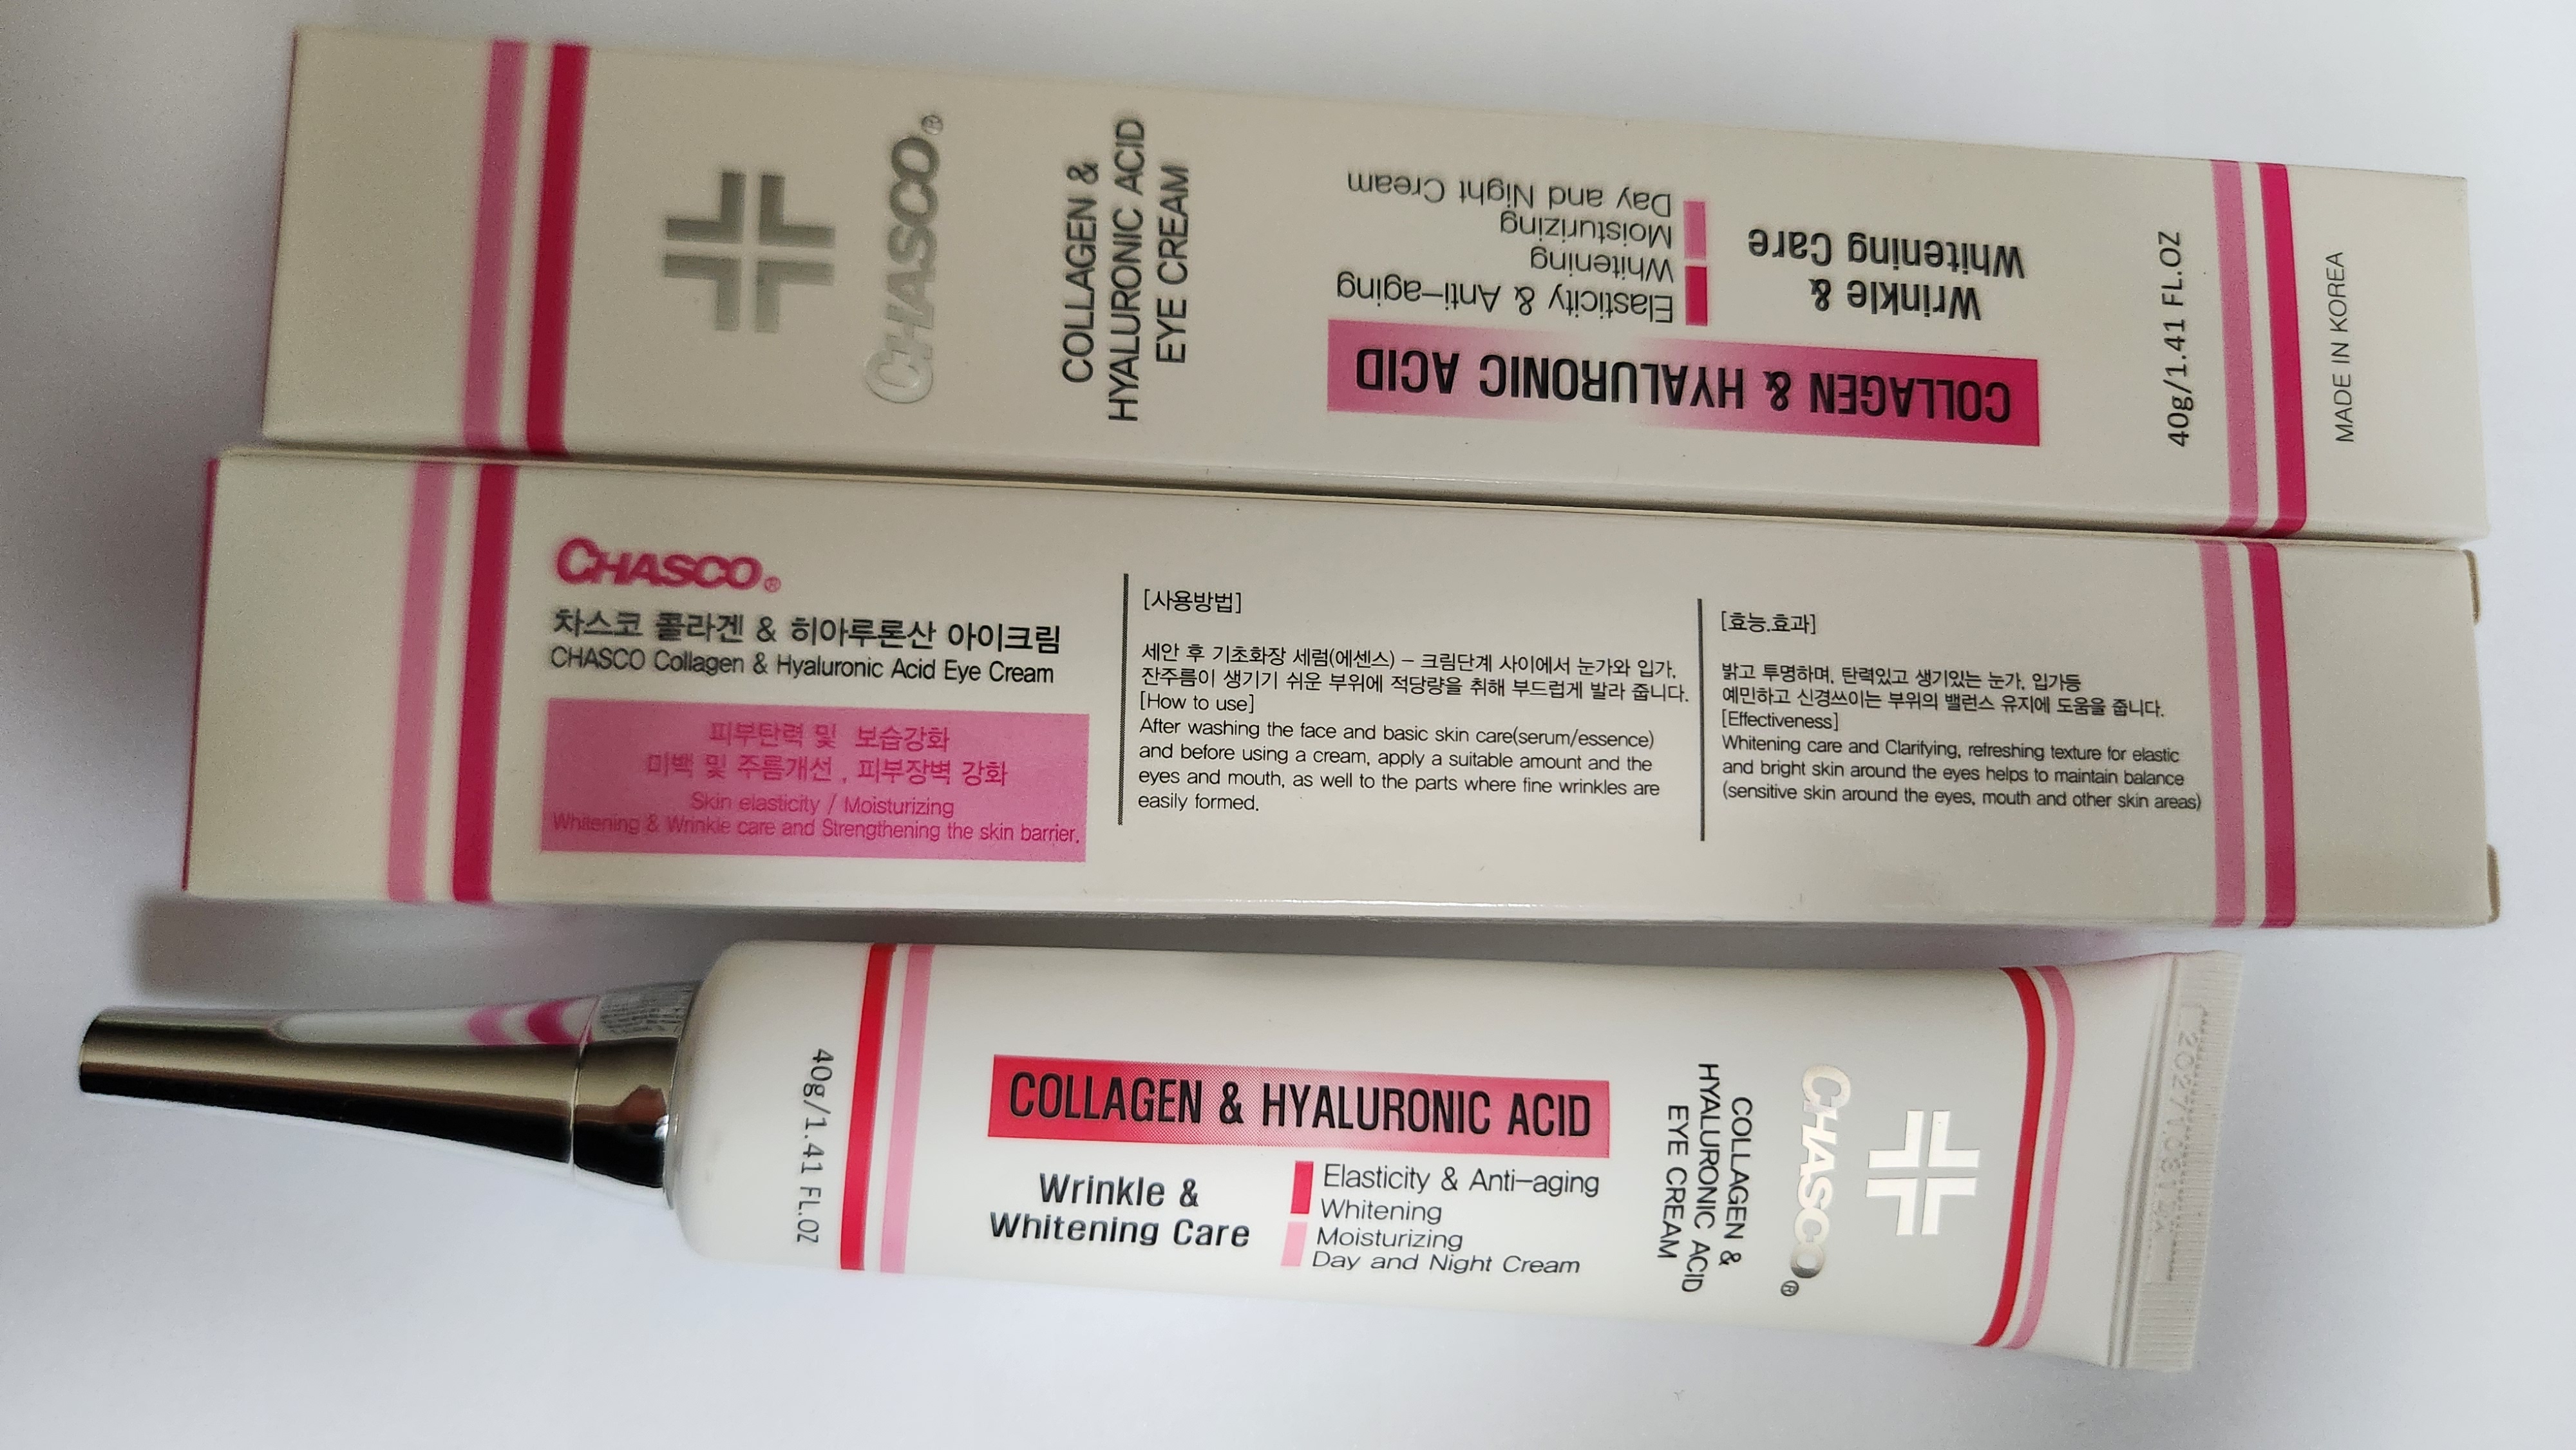 CHASCO®
COLLAGEN &
HYALURONIC ACID
EYE CREAM
COLLAGEN & HYALURONIC ACID
Wrinkle &
Whitening Care
Elasticity & Anti-aging
Whitening
Moisturizing
Day and Night Cream
40g/1.41 FL.OZ
MADE IN KOREA
CHASCO®
차스코 콜라겐 & 히아루론산 아이크림
CHASCO Collagen & Hyaluronic Acid Eye Cream
피부탄력 및 보습강화
미백 및 주름개선 , 피부장벽 강화
Skin elasticity / Moisturizing
Whitening & Wrinkle care and Strengthening the skin barrier.
[사용방법]
세안 후 기초화장 세럼(에센스) - 크림단계 사이에서 눈가와 입가,
잔주름이 생기기 쉬운 부위에 적당량을 취해 부드럽게 발라 줍니다.
[How to use]
After washing the face and basic skin care(serum/essence)
and before using a cream, apply a suitable amount and the
eyes and mouth, as well to the parts where fine wrinkles are
easily formed.
[효능.효과]
밝고 투명하며, 탄력있고 생기있는 눈가, 입가등
예민하고 신경쓰이는 부위의 밸런스 유지에 도움을 줍니다.
[Effectiveness]
Whitening care and Clarifying, refreshing texture for elastic
and bright skin around the eyes helps to maintain balance
(sensitive skin around the eyes, mouth and other skin areas)
40g/1.41 FL.OZ
COLLAGEN & HYALURONIC ACID
Wrinkle &
Whitening Care
Elasticity & Anti-aging
Whitening
Moisturizing
Day and Night Cream
COLLAGEN &
HYALURONIC ACID
EYE CREAM
CHASCO®